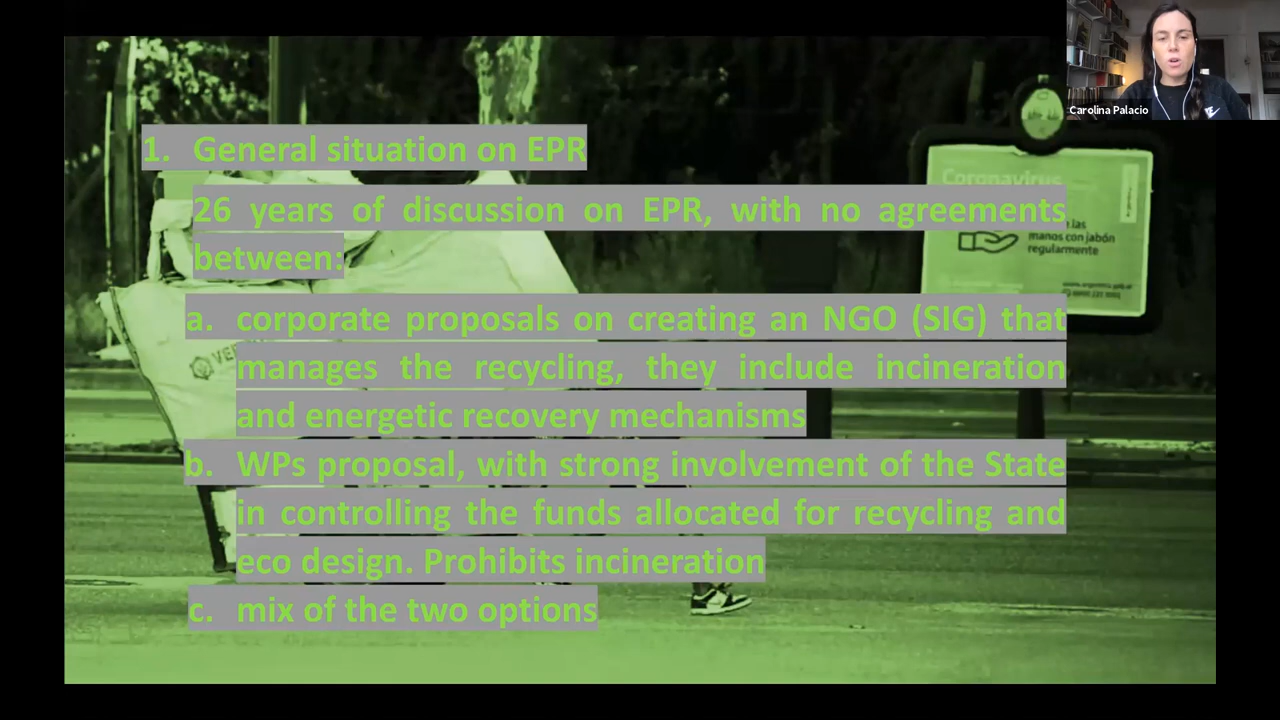 Carolina Palacio
1. General situation on EPR
26 years of discussion on EPR, with no agreements
between:
a. corporate proposals on creating an NGO (SIG) that
manages the recycling, they include incineration
and energetic recovery mechanisms
b. WPs proposal, with strong involvement of the State
in controlling the funds allocated for recycling and
eco design. Prohibits incineration
c. mix of the two options
Coronavirus
las
manos con jabón
regularmente